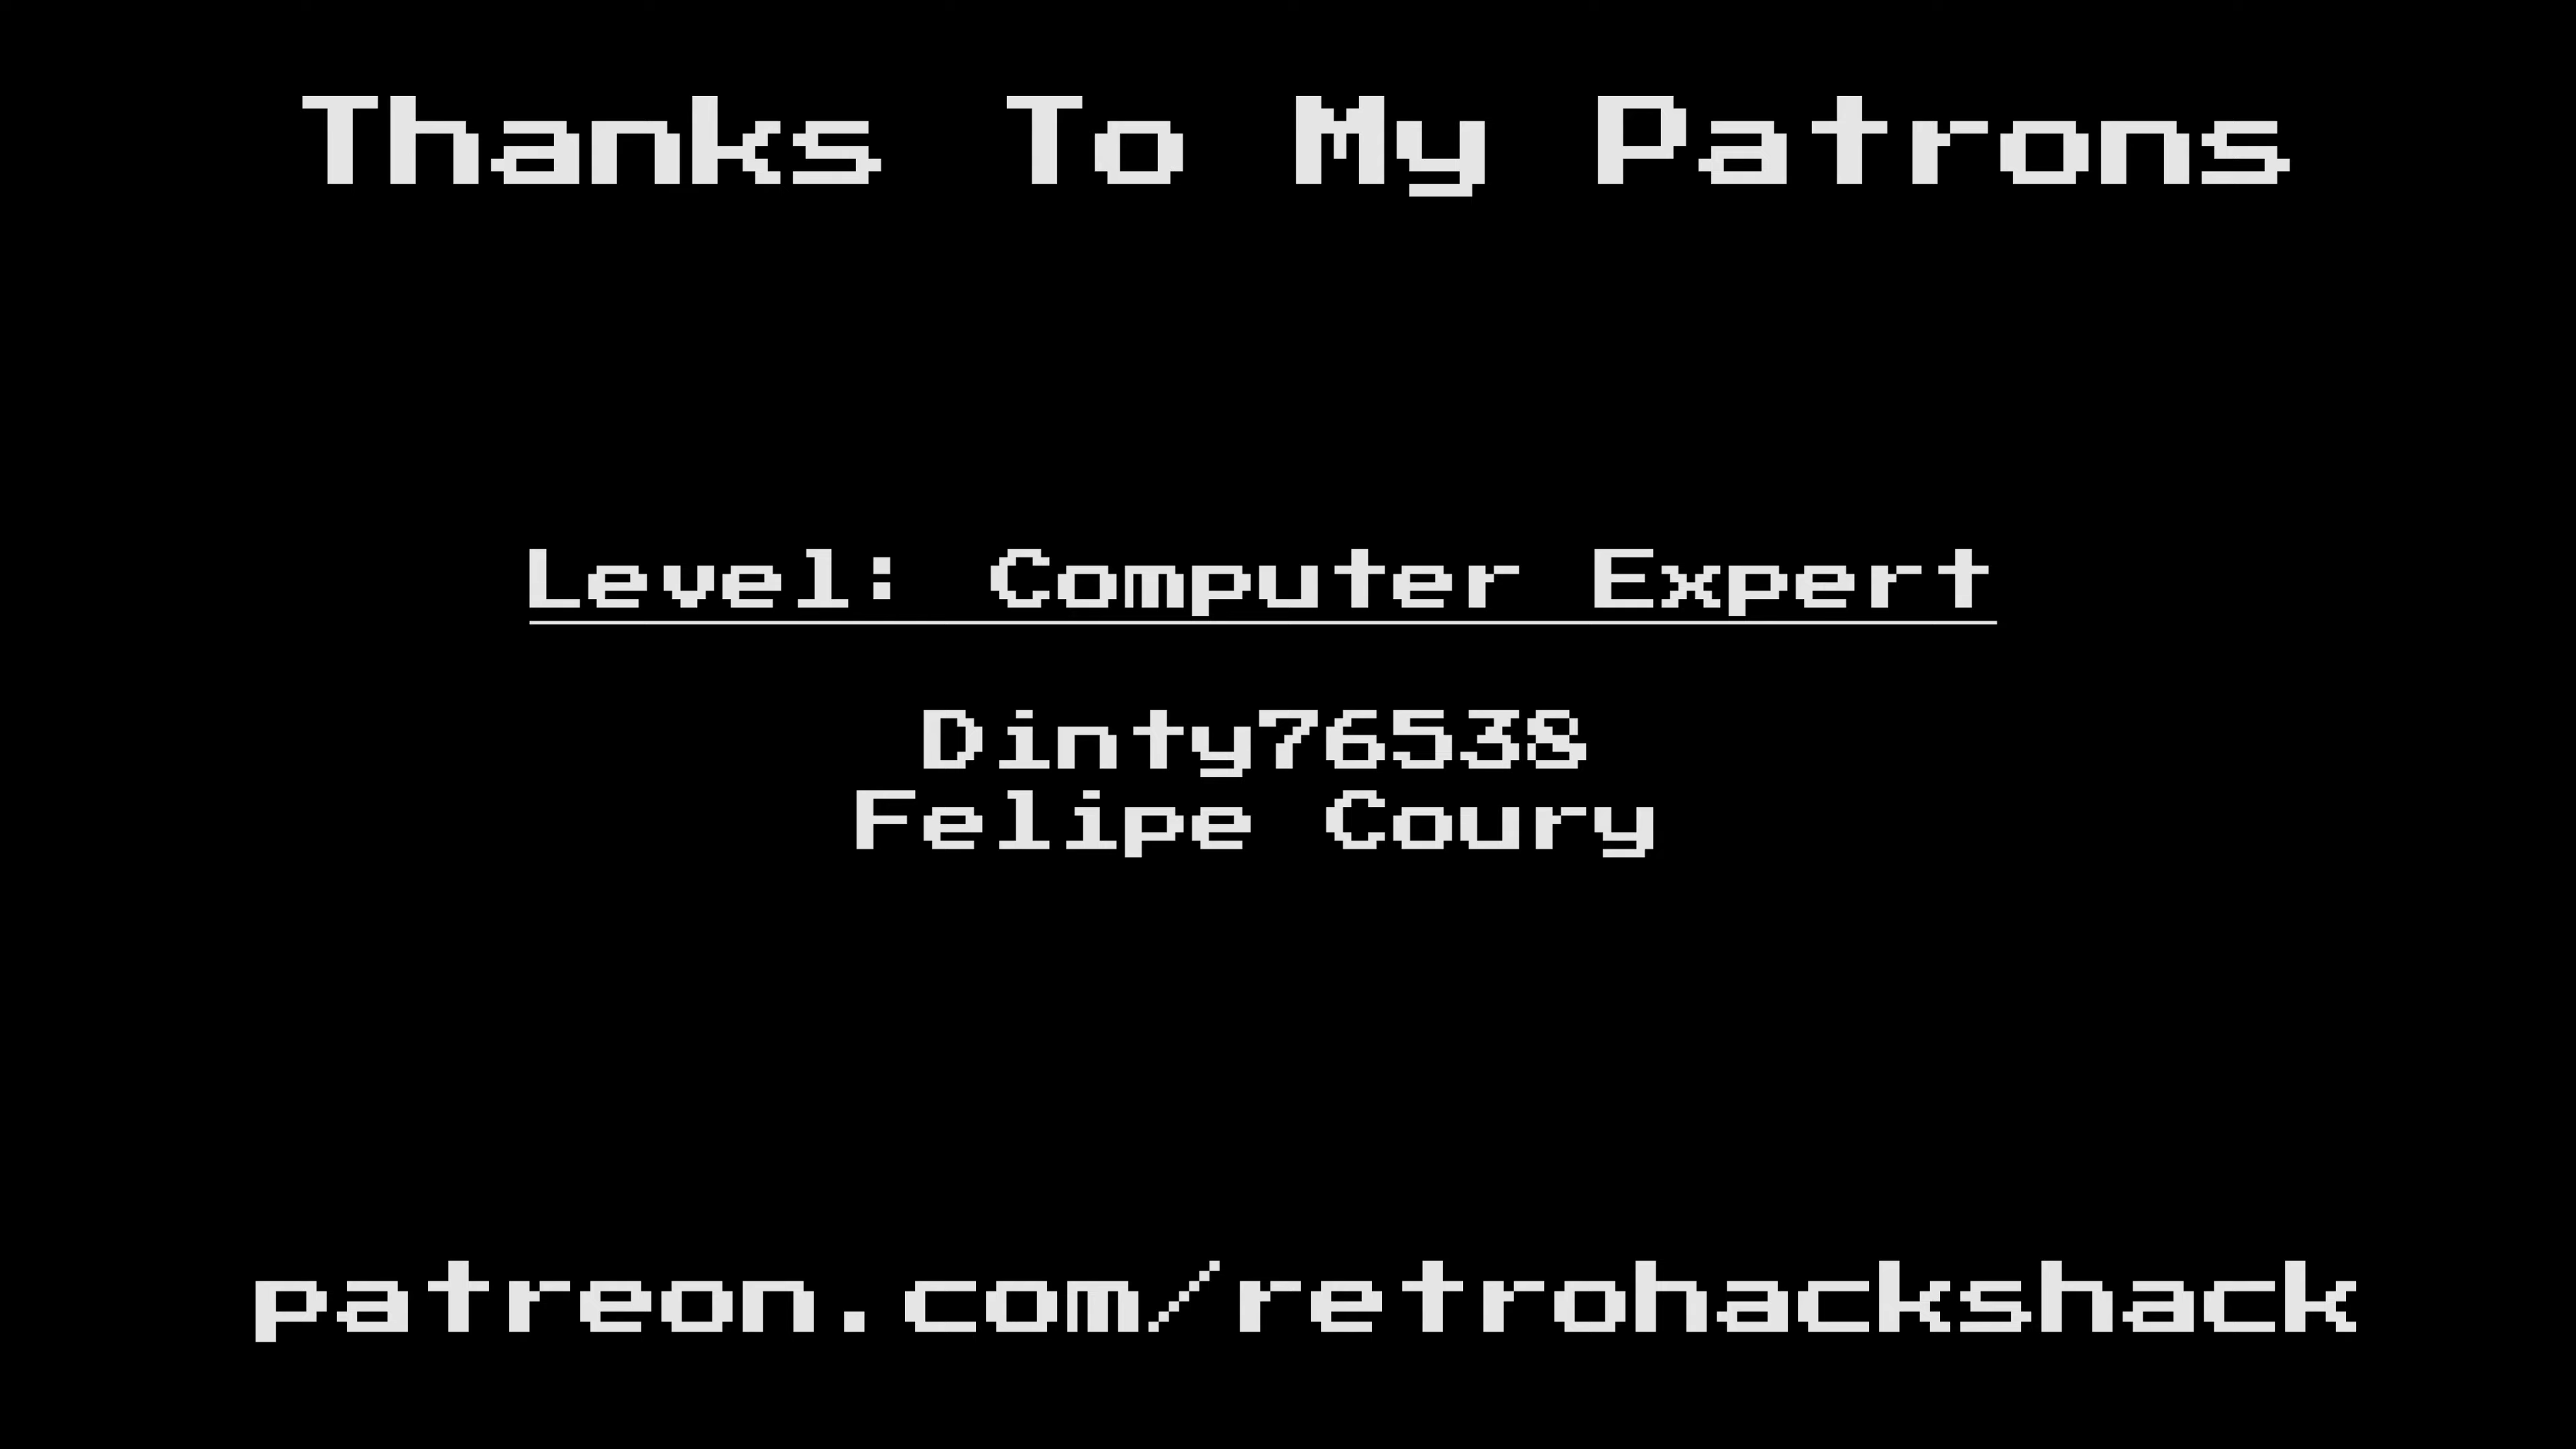 Thanks To My Patrons
Level: Computer Expert
Dinty76538
Felipe Coury
patreon.com/retrohackshack